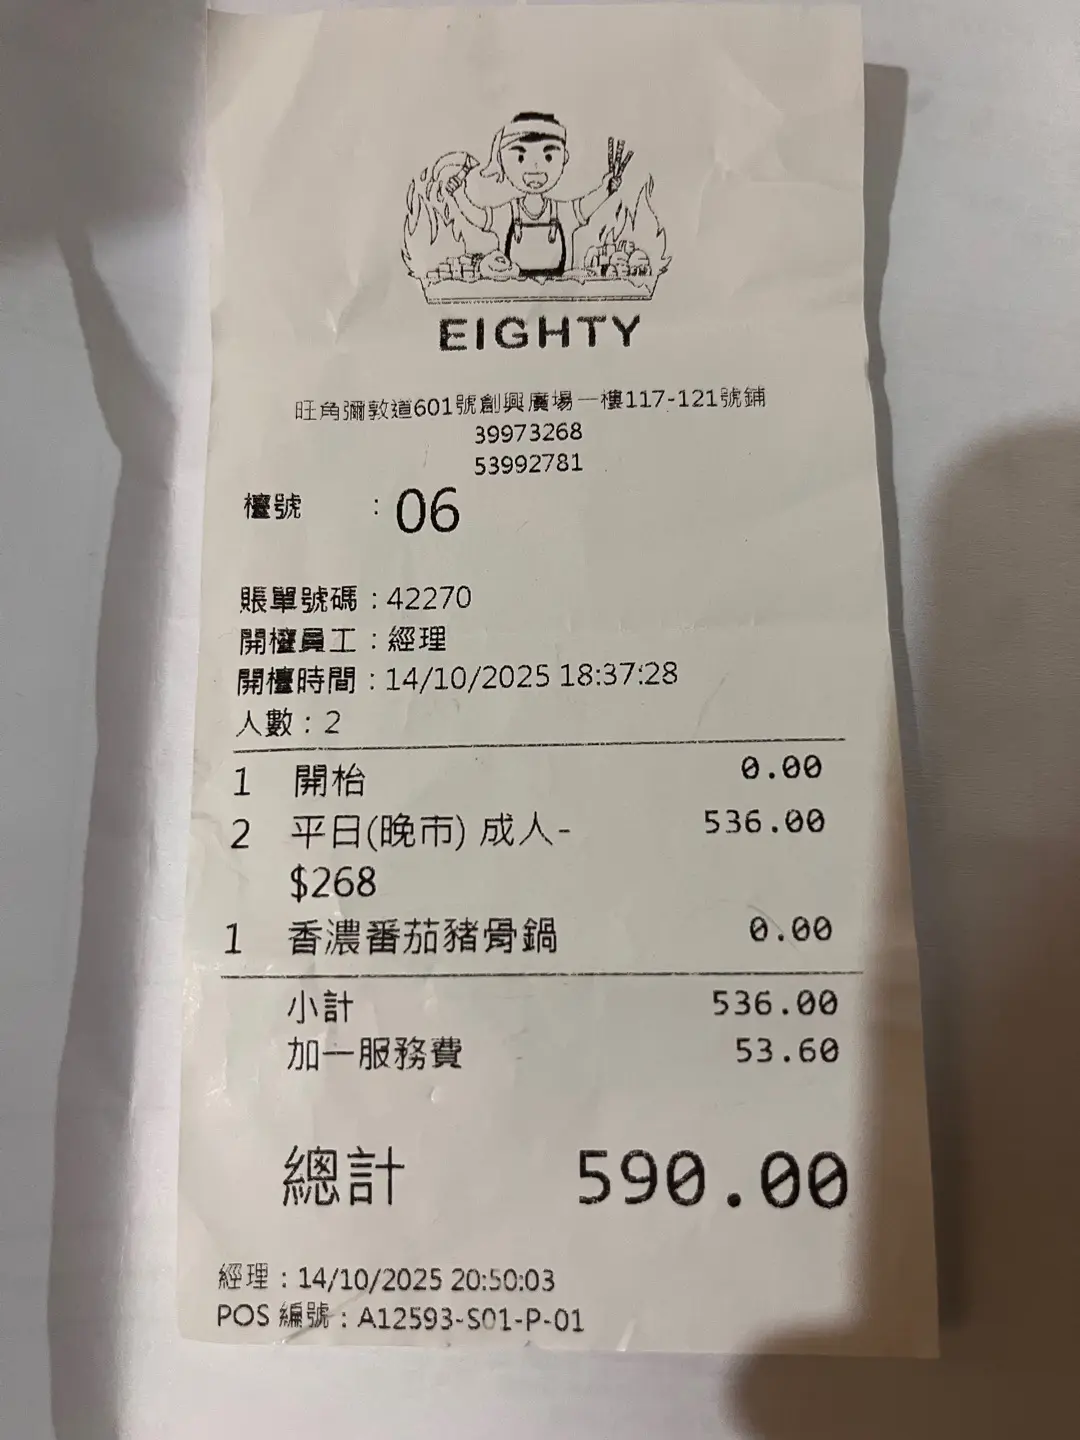 EIGHTY
旺角彌敦道601號創興廣場一樓117-121號鋪
39973268
53992781
檯號 : 06
賬單號碼 : 42270
開檯員工 : 經理
開檯時間 : 14/10/2025 18:37:28
人數 : 2
1 開枱 0.00
2 平日(晚市) 成人- 536.00
$268
1 香濃番茄豬骨鍋 0.00
小計 536.00
加一服務費 53.60
總計 590.00
經理 : 14/10/2025 20:50:03
POS 編號 : A12593-S01-P-01